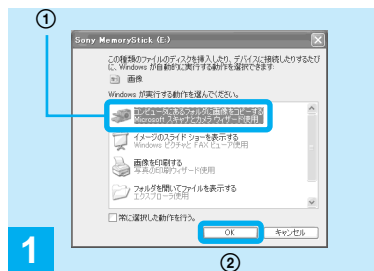 ①
Sony MemoryStick (E:)
この種類のファイルのディスクを挿入したり、デバイスに接続したりするたび
に、Windows が自動的に実行する動作を選択できます:
画像
Windows が実行する動作を選んでください。
コンピュータにあるフォルダに画像をコピーする
Microsoft スキャナとカメラ ウィザード使用
イメージのスライド ショーを表示する
Windows ピクチャと FAX ビューア使用
画像を印刷する
写真の印刷ウィザード使用
フォルダを開いてファイルを表示する
エクスプローラ使用
常に選択した動作を行う。
OK
キャンセル
1
②